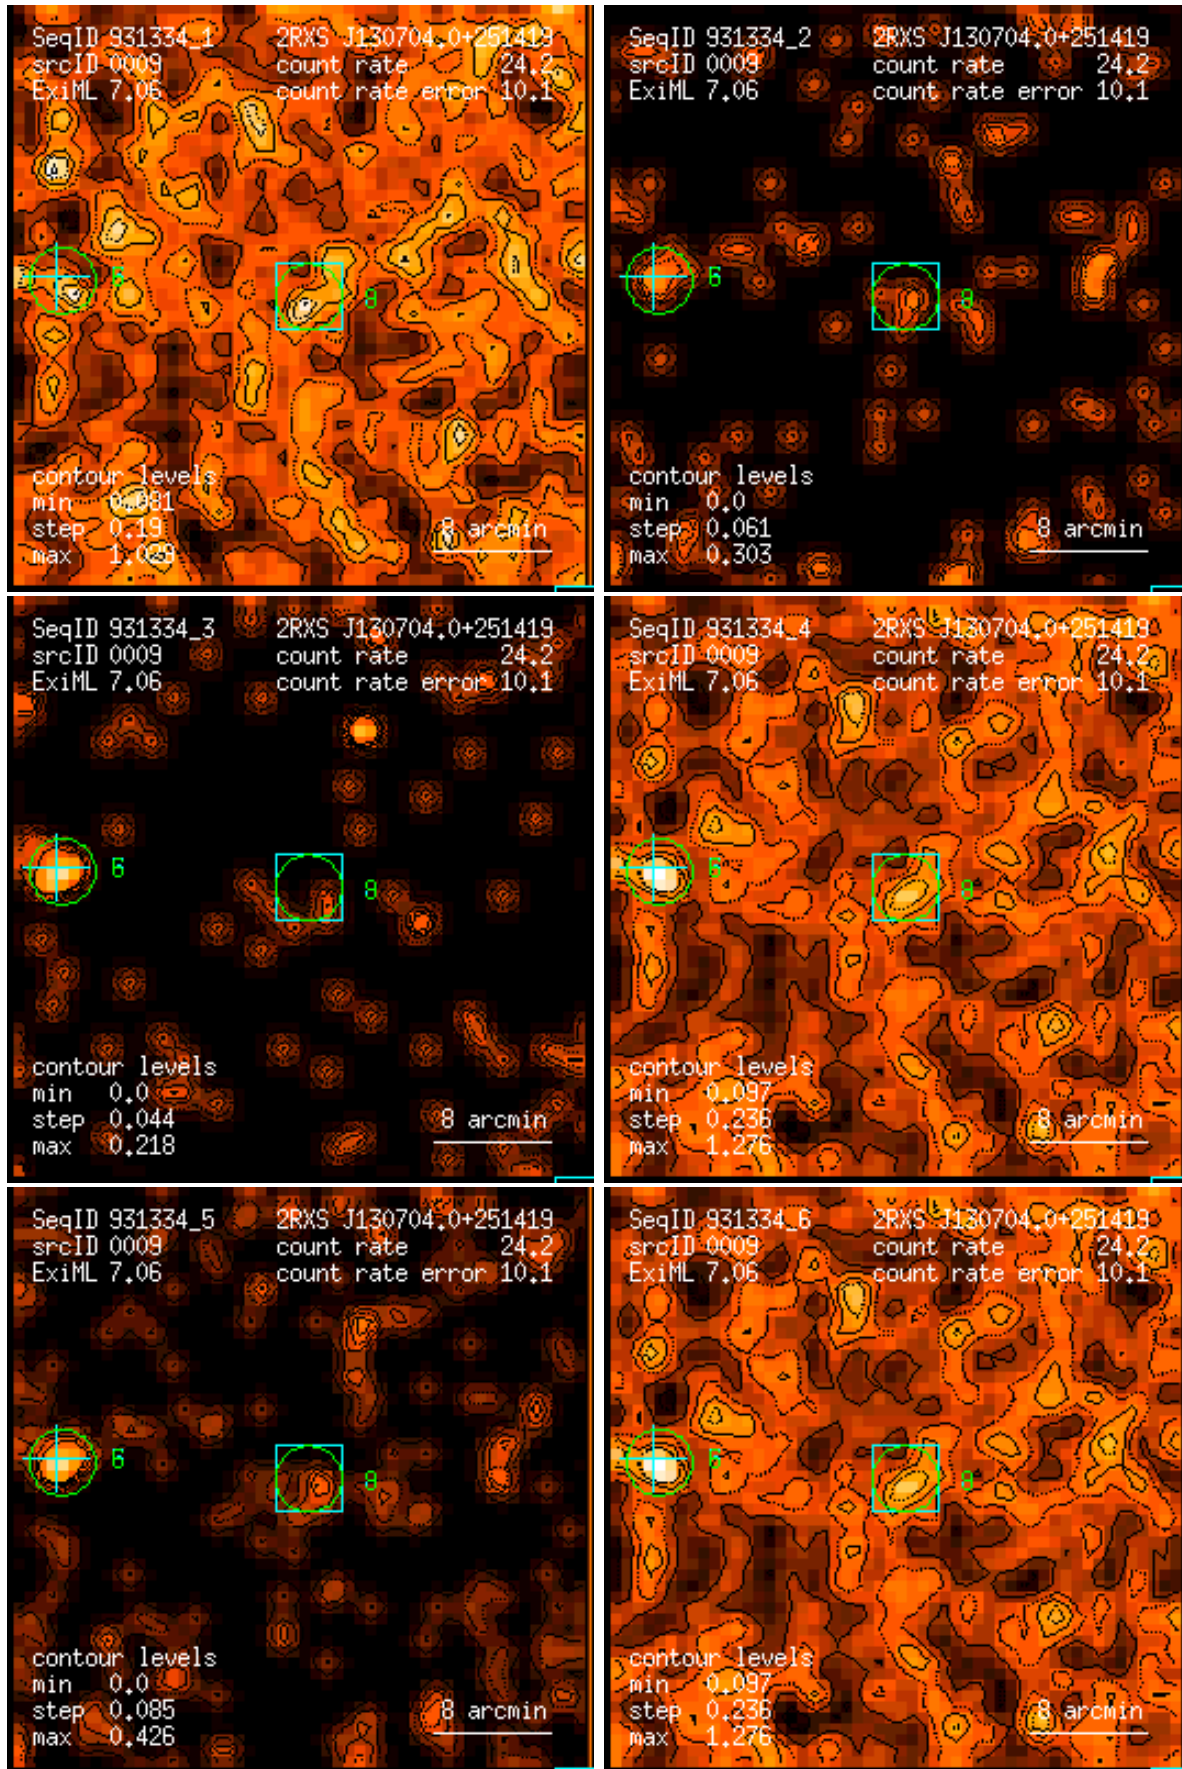 SeqID 931334_1 2RXS J130704.0+251419
srcID 0009 count rate 24.2
ExiML 7.06 count rate error 10.1
6
8
contour levels
min 0.081
step 0.19
max 1.028
8 arcmin
SeqID 931334_2 2RXS J130704.0+251419
srcID 0009 count rate 24.2
ExiML 7.06 count rate error 10.1
6
8
contour levels
min 0.0
step 0.061
max 0.303
8 arcmin
SeqID 931334_3 2RXS J130704.0+251419
srcID 0009 count rate 24.2
ExiML 7.06 count rate error 10.1
6
8
contour levels
min 0.0
step 0.044
max 0.218
8 arcmin
SeqID 931334_4 2RXS J130704.0+251419
srcID 0009 count rate 24.2
ExiML 7.06 count rate error 10.1
6
8
contour levels
min 0.097
step 0.236
max 1.276
8 arcmin
SeqID 931334_5 2RXS J130704.0+251419
srcID 0009 count rate 24.2
ExiML 7.06 count rate error 10.1
6
8
contour levels
min 0.0
step 0.085
max 0.426
8 arcmin
SeqID 931334_6 2RXS J130704.0+251419
srcID 0009 count rate 24.2
ExiML 7.06 count rate error 10.1
6
8
contour levels
min 0.097
step 0.236
max 1.276
8 arcmin